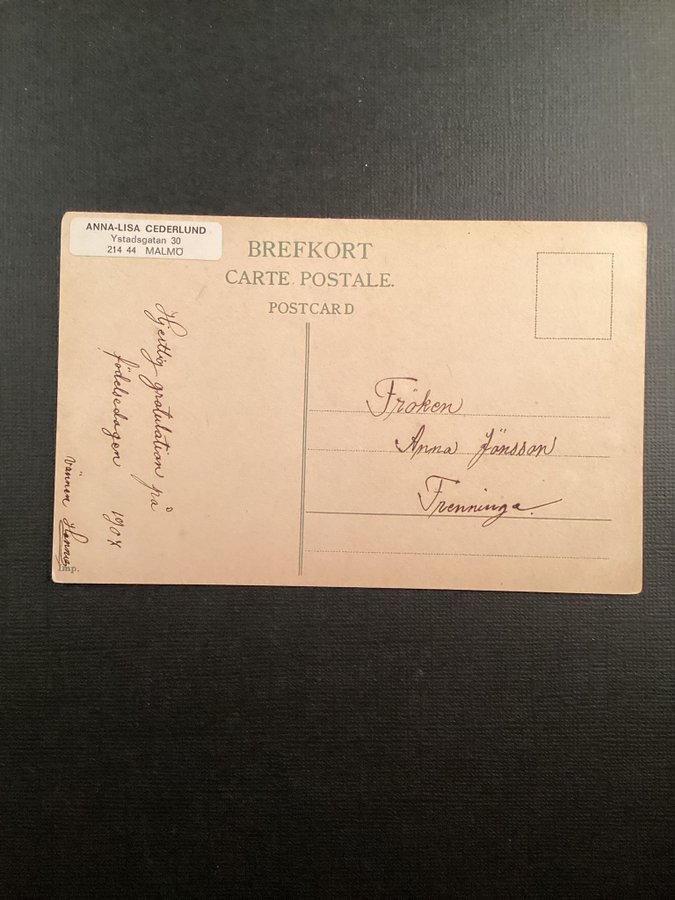 ANNA-LISA CEDERLUND
Ystadsgatan 30
214 44 MALMÖ
BREFKORT
CARTE POSTALE.
POSTCARD
Hjertlig gratulation på
födelsedagen 1907
vännen
Fröken
Anna Jönsson
Frenninge.
Imp.